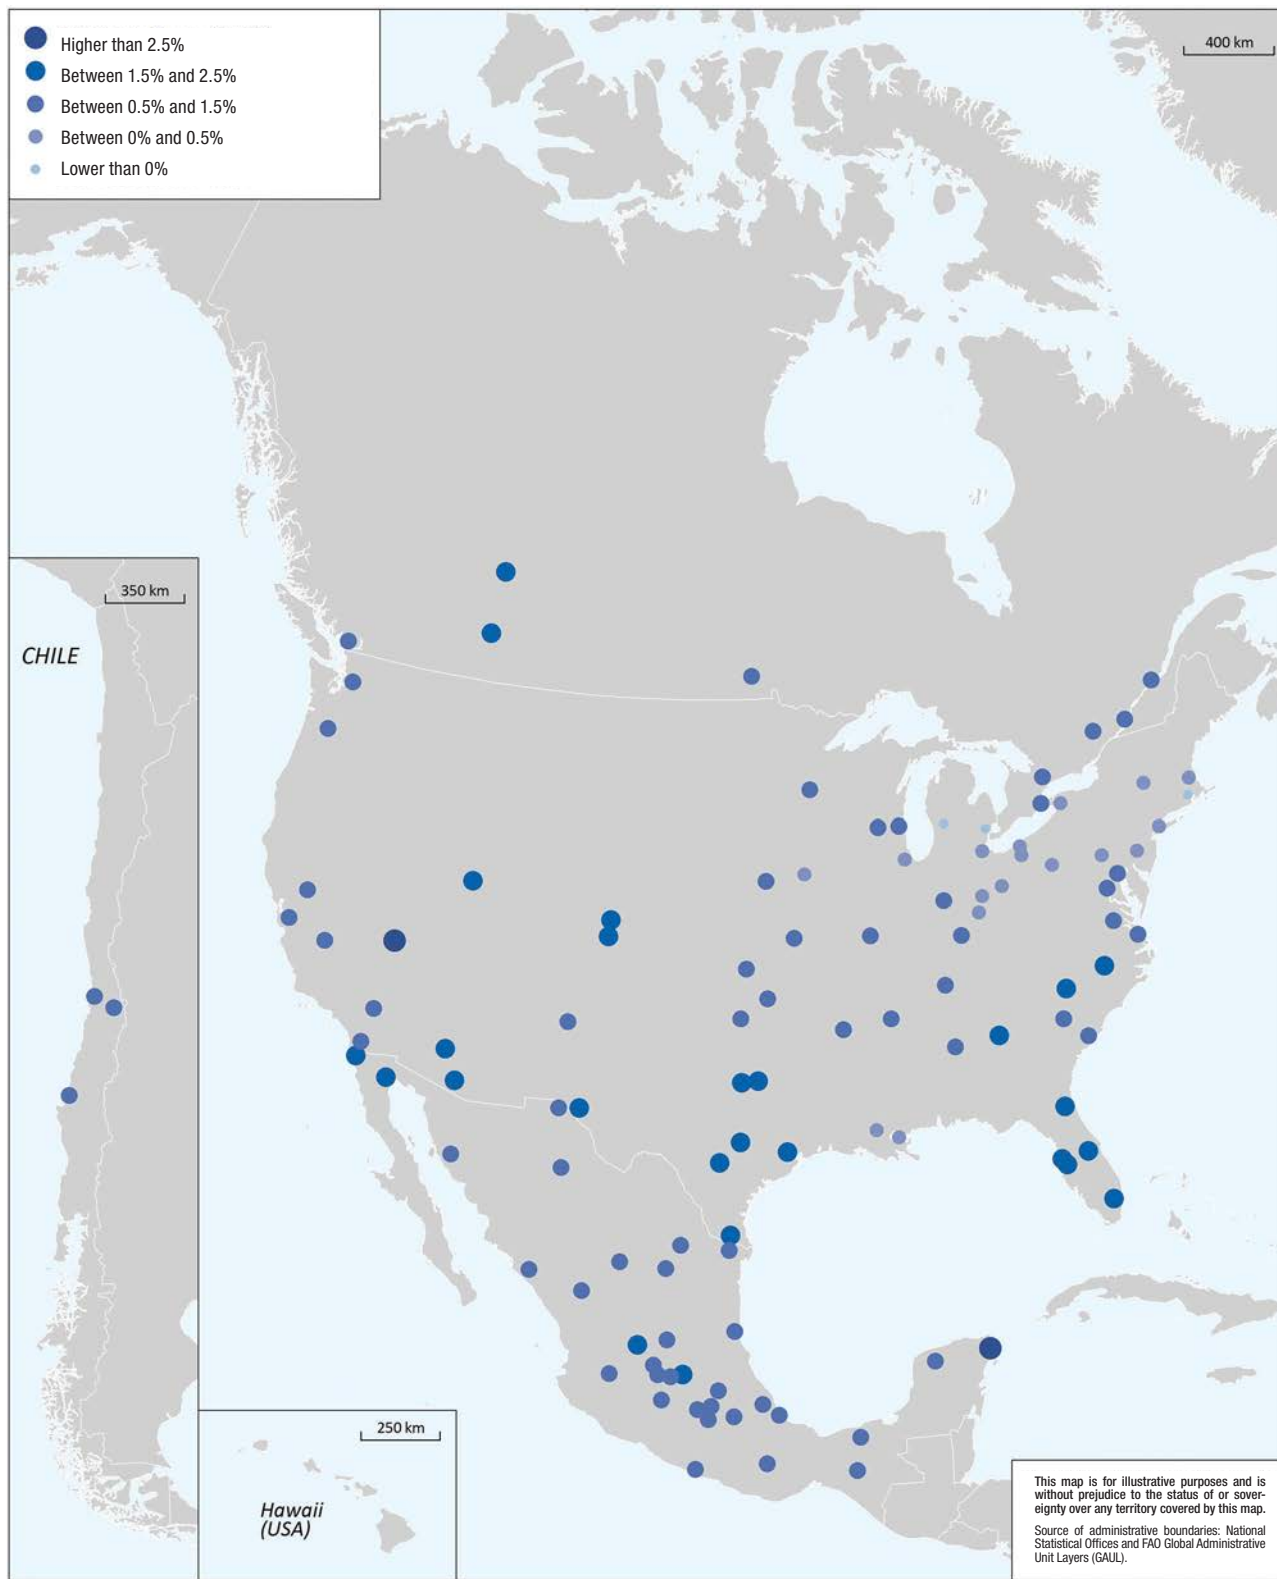 Higher than 2.5%
Between 1.5% and 2.5%
Between 0.5% and 1.5%
Between 0% and 0.5%
Lower than 0%
400 km
350 km
CHILE
250 km
Hawaii
(USA)
This map is for illustrative purposes and is
without prejudice to the status of or sover-
eignty over any territory covered by this map.
Source of administrative boundaries: National
Statistical Offices and FAO Global Administrative
Unit Layers (GAUL).